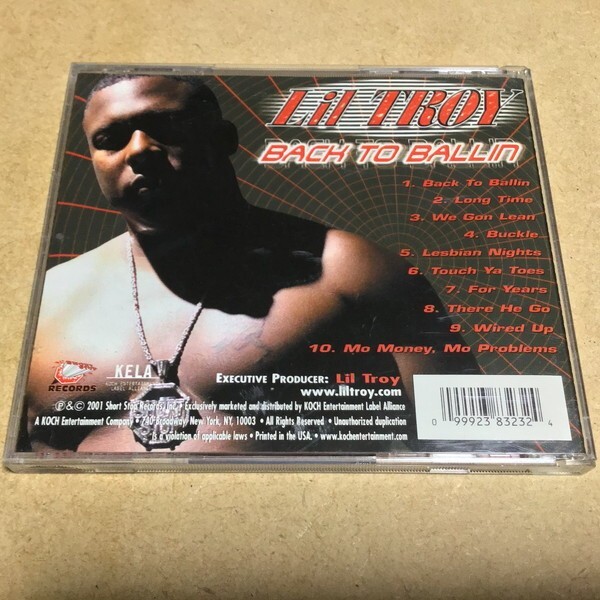 Lil TROY
BACK TO BALLIN
1. Back To Ballin
2. Long Time
3. We Gon Lean
4. Buckle
5. Lesbian Nights
6. Touch Ya Toes
7. For Years
8. There He Go
9. Wired Up
10. Mo Money, Mo Problems
RECORDS
KELA
KOCH ENTERTAINMENT
LABEL ALLIANCE
EXECUTIVE PRODUCER: Lil Troy
www.liltroy.com
℗&© 2001 Short Stop Records, Inc. • Exclusively marketed and distributed by KOCH Entertainment Label Alliance
A KOCH Entertainment Company • 740 Broadway New York, NY, 10003 • All Rights Reserved • Unauthorized duplication
is a violation of applicable laws • Printed in the USA. • www.kochentertainment.com
0 99923 83232 4